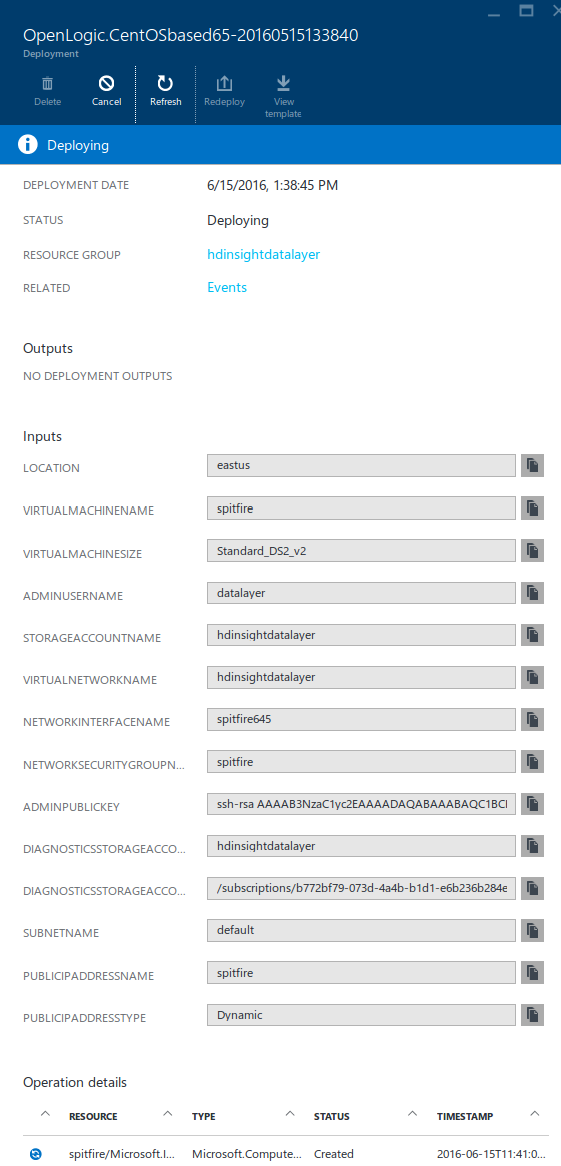 OpenLogic.CentOSbased65-20160515133840
Deployment
Delete Cancel Refresh Redeploy View template
Deploying
DEPLOYMENT DATE 6/15/2016, 1:38:45 PM
STATUS Deploying
RESOURCE GROUP hdinsightdatalayer
RELATED Events
Outputs
NO DEPLOYMENT OUTPUTS
Inputs
LOCATION eastus
VIRTUALMACHINENAME spitfire
VIRTUALMACHINESIZE Standard_DS2_v2
ADMINUSERNAME datalayer
STORAGEACCOUNTNAME hdinsightdatalayer
VIRTUALNETWORKNAME hdinsightdatalayer
NETWORKINTERFACENAME spitfire645
NETWORKSECURITYGROUPN... spitfire
ADMINPUBLICKEY ssh-rsa AAAAB3NzaC1yc2EAAAADAQABAAABAQC1BCI
DIAGNOSTICSSTORAGEACCO... hdinsightdatalayer
DIAGNOSTICSSTORAGEACCO... /subscriptions/b772bf79-073d-4a4b-b1d1-e6b236b284e
SUBNETNAME default
PUBLICIPADDRESSNAME spitfire
PUBLICIPADDRESSTYPE Dynamic
Operation details
RESOURCE TYPE STATUS TIMESTAMP
spitfire/Microsoft.I... Microsoft.Compute... Created 2016-06-15T11:41:0...